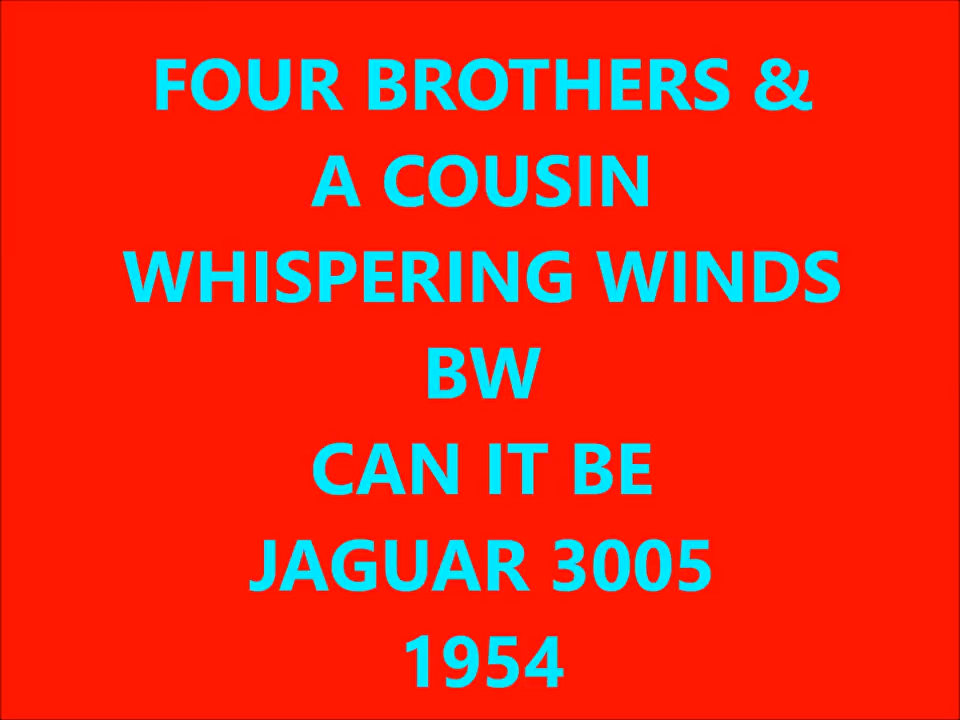 FOUR BROTHERS &
A COUSIN
WHISPERING WINDS
BW
CAN IT BE
JAGUAR 3005
1954